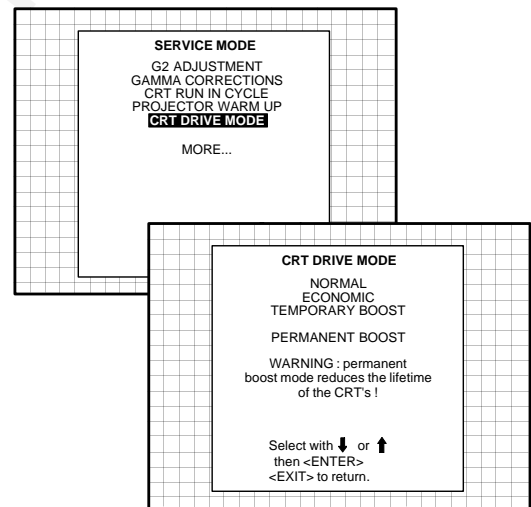 SERVICE MODE
G2 ADJUSTMENT
GAMMA CORRECTIONS
CRT RUN IN CYCLE
PROJECTOR WARM UP
CRT DRIVE MODE
MORE...
CRT DRIVE MODE
NORMAL
ECONOMIC
TEMPORARY BOOST
PERMANENT BOOST
WARNING : permanent
boost mode reduces the lifetime
of the CRT's !
Select with ⬇ or ⬆
then <ENTER>
<EXIT> to return.